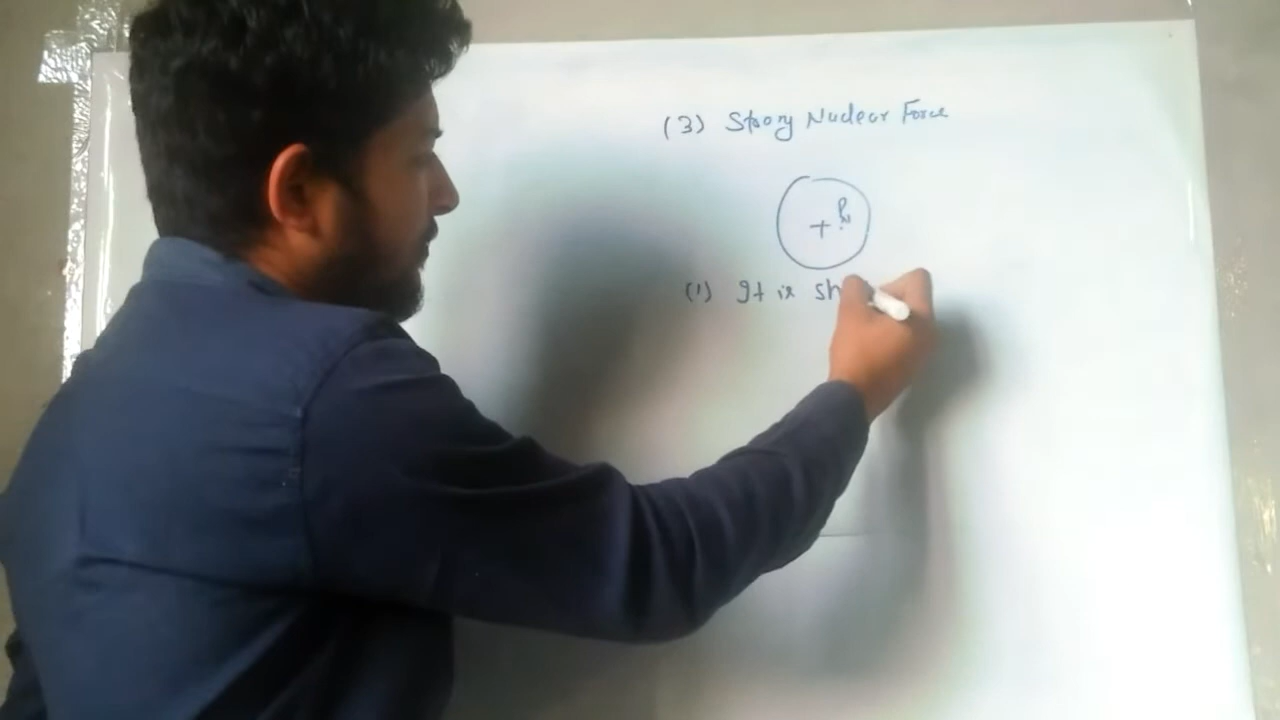 (3) Strong Nuclear Force
P
+ N
(1) It is sh